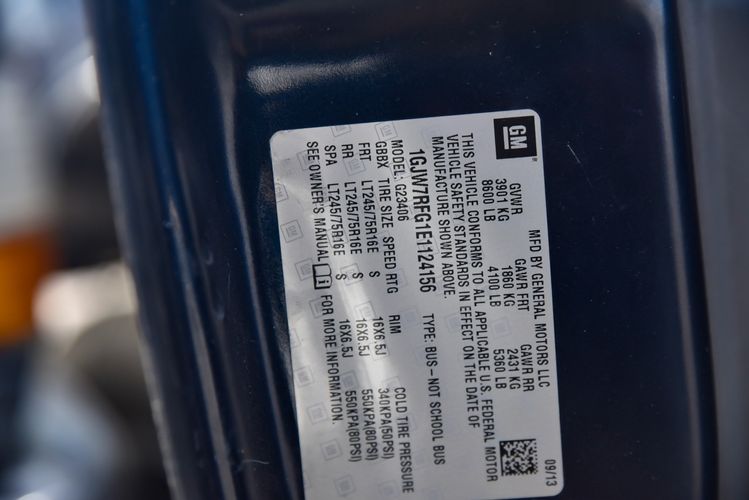 GM
MFD BY GENERAL MOTORS LLC 09/13
GVWR GAWR FRT GAWR RR
3901 KG 1860 KG 2431 KG
8600 LB 4100 LB 5360 LB
THIS VEHICLE CONFORMS TO ALL APPLICABLE U.S. FEDERAL MOTOR
VEHICLE SAFETY STANDARDS IN EFFECT ON THE DATE OF
MANUFACTURE SHOWN ABOVE.
1GJW7RFG1E1124156 TYPE: BUS – NOT SCHOOL BUS
MODEL: G23406
GBBX TIRE SIZE SPEED RTG RIM COLD TIRE PRESSURE
FRT LT245/75R16E S 16X6.5J 340KPA(50PSI)
RR LT245/75R16E S 16X6.5J 550KPA(80PSI)
SPA LT245/75R16E S 16X6.5J 550KPA(80PSI)
SEE OWNER'S MANUAL FOR MORE INFORMATION.